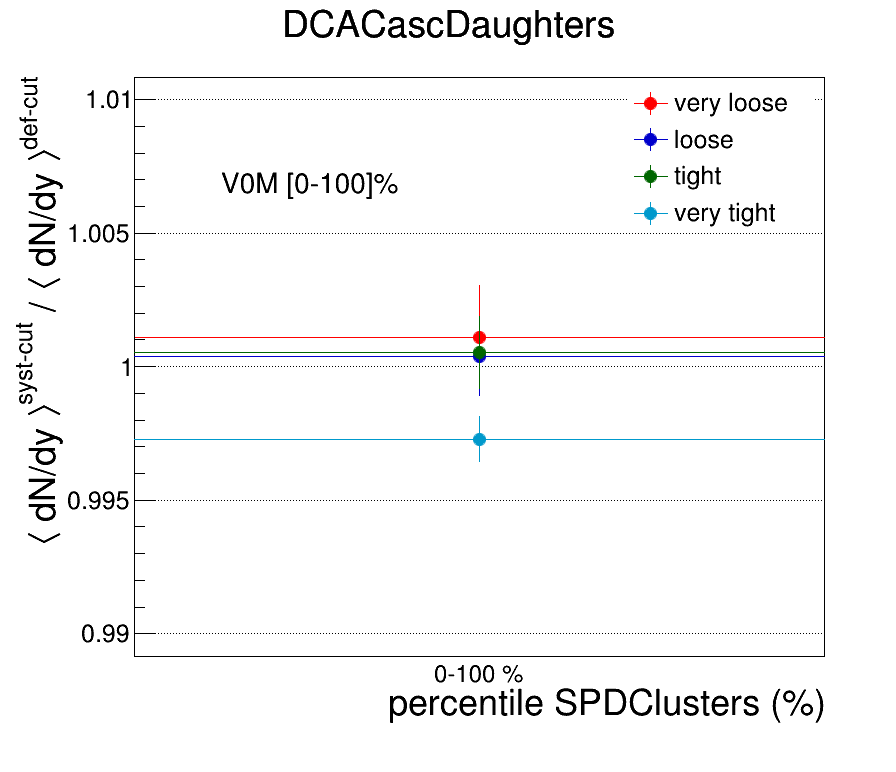 DCACascDaughters
⟨ dN/dy ⟩^syst-cut / ⟨ dN/dy ⟩^def-cut
1.01
1.005
1
0.995
0.99
V0M [0-100]%
very loose
loose
tight
very tight
0-100 %
percentile SPDClusters (%)